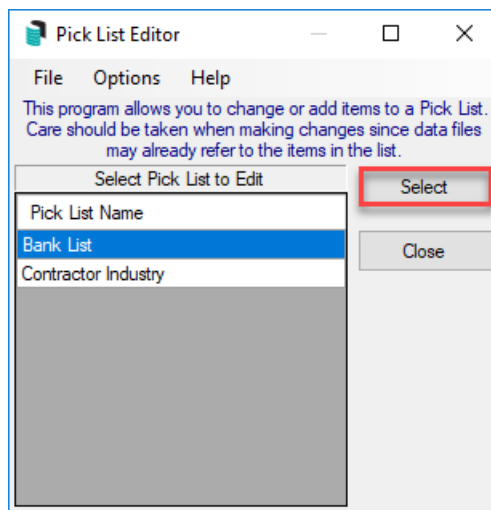 Pick List Editor
File Options Help
This program allows you to change or add items to a Pick List.
Care should be taken when making changes since data files
may already refer to the items in the list.
Select Pick List to Edit
Select
Pick List Name
Bank List
Close
Contractor Industry